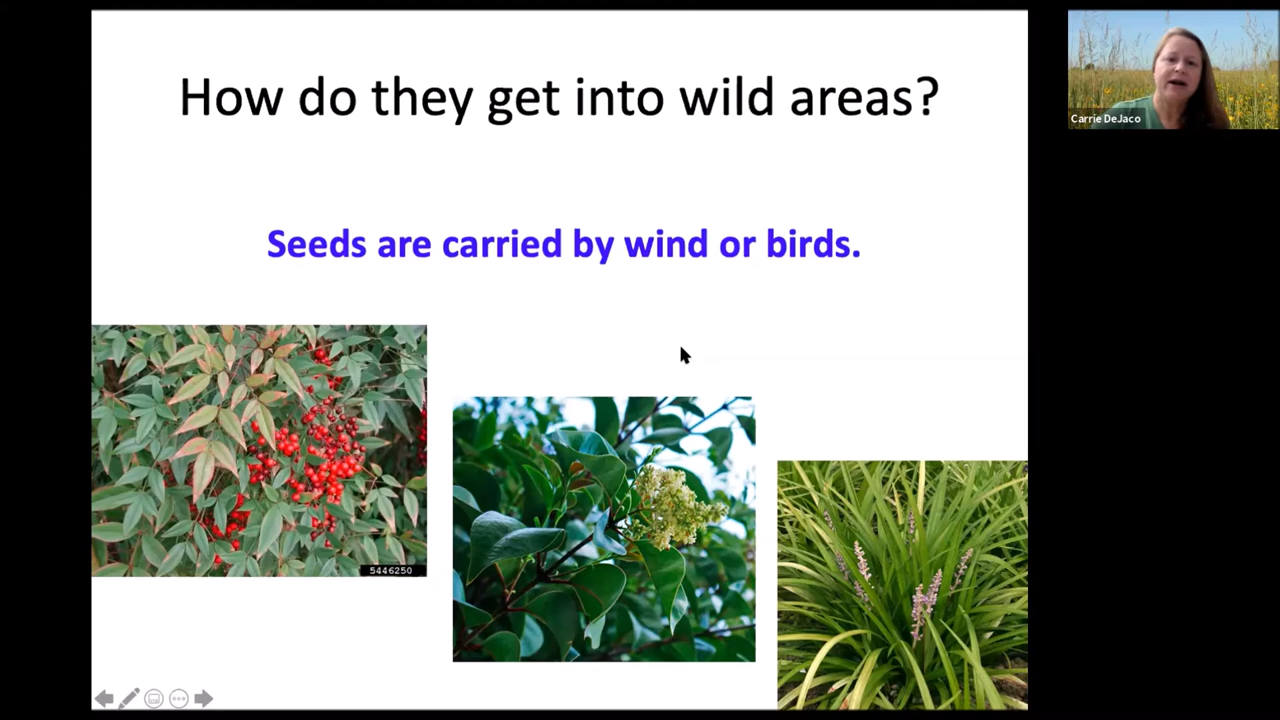 How do they get into wild areas?
Carrie DeJaco
Seeds are carried by wind or birds.
5446250